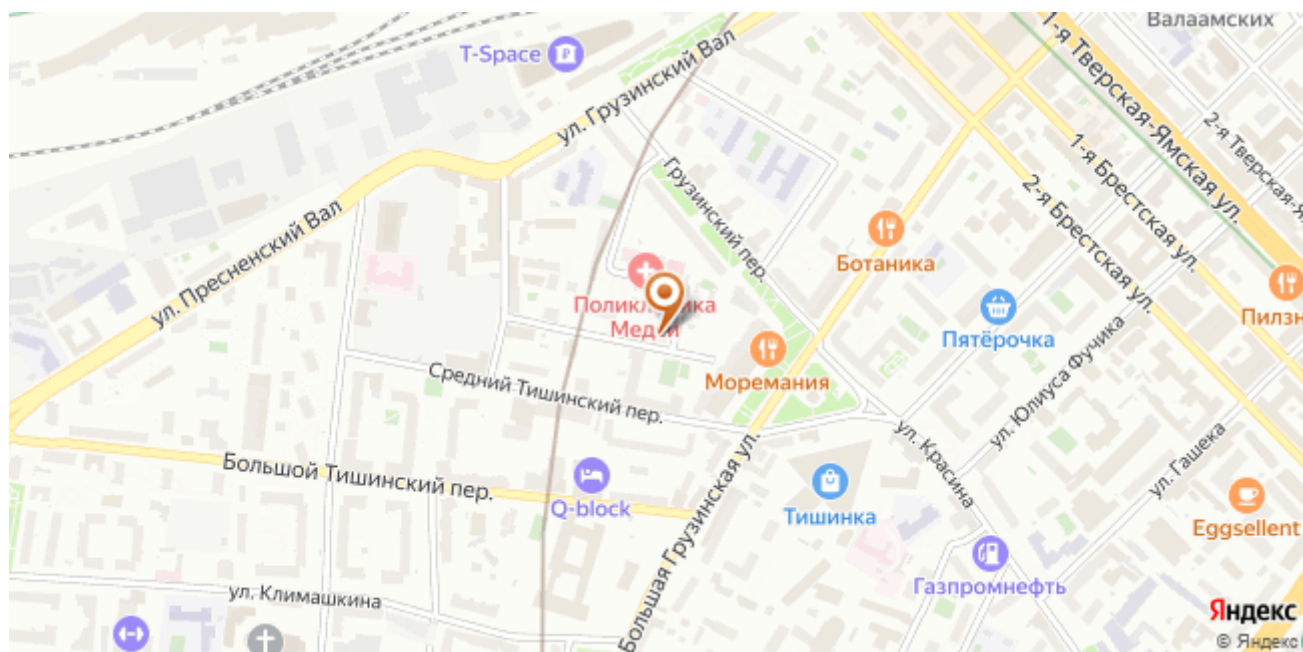 Валаамских
T-Space
ул. Грузинский Вал
1-я Тверская-Ямская ул.
2-я Тверская-Я
1-я Брестская ул.
2-я Брестская ул.
Грузинский пер.
ул. Пресненский Вал
Ботаника
Поликлиника
Пилзн
Пятёрочка
Моремания
Средний Тишинский пер.
ул. Юлиуса Фучика
ул. Красина
ул. Гашека
Большой Тишинский пер.
Q-block
Тишинка
Большая Грузинская ул.
Eggsellent
Газпромнефть
ул. Климашкина
Яндекс
© Яндекс